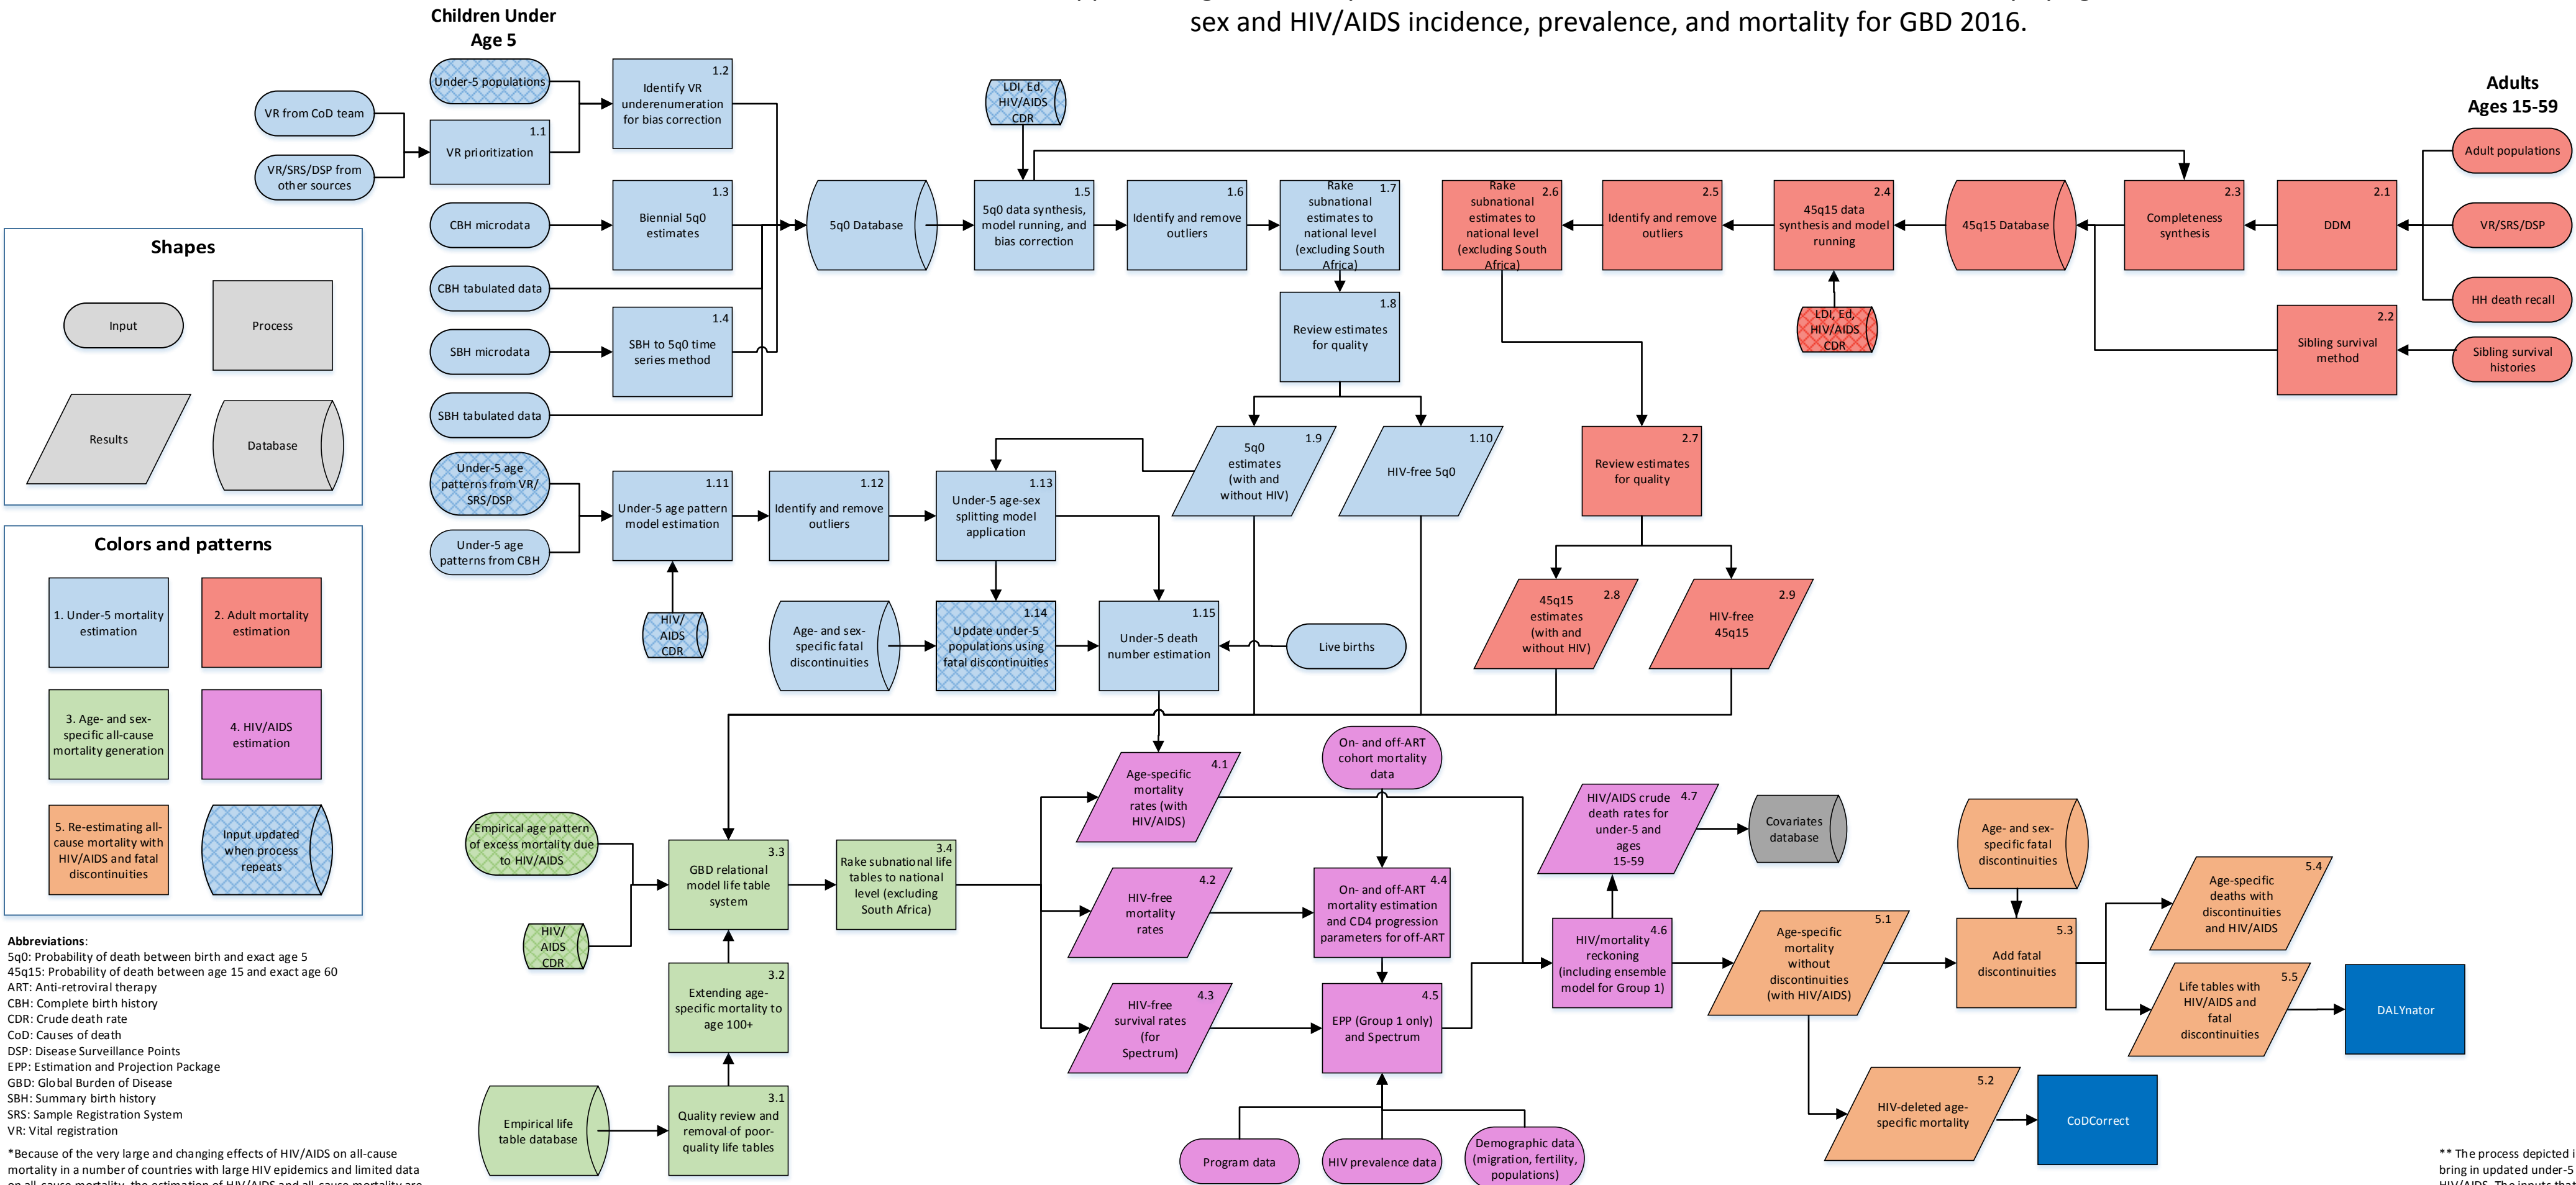 sex and HIV/AIDS incidence, prevalence, and mortality for GBD 2016.
Children Under
Age 5
Under-5 populations
VR from CoD team
VR/SRS/DSP from
other sources
1.1
VR prioritization
1.2
Identify VR
underenumeration
for bias correction
CBH microdata
1.3
Biennial 5q0
estimates
CBH tabulated data
SBH microdata
1.4
SBH to 5q0 time
series method
SBH tabulated data
5q0 Database
LDI, Ed,
HIV/AIDS
CDR
1.5
5q0 data synthesis,
model running, and
bias correction
1.6
Identify and remove
outliers
1.7
Rake
subnational
estimates to
national level
(excluding South
Africa)
1.8
Review estimates
for quality
1.9
5q0
estimates
(with and
without HIV)
1.10
HIV-free 5q0
Adults
Ages 15-59
Adult populations
VR/SRS/DSP
HH death recall
Sibling survival
histories
2.1
DDM
2.2
Sibling survival
method
2.3
Completeness
synthesis
45q15 Database
2.4
45q15 data
synthesis and model
running
LDI, Ed,
HIV/AIDS
CDR
2.5
Identify and remove
outliers
2.6
Rake
subnational
estimates to
national level
(excluding South
Africa)
2.7
Review estimates
for quality
2.8
45q15
estimates
(with and
without HIV)
2.9
HIV-free
45q15
Under-5 age
patterns from VR/
SRS/DSP
Under-5 age
patterns from CBH
1.11
Under-5 age pattern
model estimation
HIV/
AIDS
CDR
1.12
Identify and remove
outliers
1.13
Under-5 age-sex
splitting model
application
Age- and sex-
specific fatal
discontinuities
1.14
Update under-5
populations using
fatal discontinuities
1.15
Under-5 death
number estimation
Live births
Shapes
Input
Process
Results
Database
Colors and patterns
1. Under-5 mortality
estimation
2. Adult mortality
estimation
3. Age- and sex-
specific all-cause
mortality generation
4. HIV/AIDS
estimation
5. Re-estimating all-
cause mortality with
HIV/AIDS and fatal
discontinuities
Input updated
when process
repeats
Empirical age pattern
of excess mortality due
to HIV/AIDS
HIV/
AIDS
CDR
3.3
GBD relational
model life table
system
3.4
Rake subnational life
tables to national
level (excluding
South Africa)
3.2
Extending age-
specific mortality to
age 100+
Empirical life
table database
3.1
Quality review and
removal of poor-
quality life tables
4.1
Age-specific
mortality
rates (with
HIV/AIDS)
4.2
HIV-free
mortality
rates
4.3
HIV-free
survival rates
(for
Spectrum)
On- and off-ART
cohort mortality
data
4.4
On- and off-ART
mortality estimation
and CD4 progression
parameters for off-ART
4.5
EPP (Group 1 only)
and Spectrum
Program data
HIV prevalence data
Demographic data
(migration, fertility,
populations)
4.7
HIV/AIDS crude
death rates for
under-5 and
ages
15-59
Covariates
database
4.6
HIV/mortality
reckoning
(including ensemble
model for Group 1)
5.1
Age-specific
mortality
without
discontinuities
(with HIV/AIDS)
5.2
HIV-deleted age-
specific mortality
CoDCorrect
Age- and sex-
specific fatal
discontinuities
5.3
Add fatal
discontinuities
5.4
Age-specific
deaths with
discontinuities
and HIV/AIDS
5.5
Life tables with
HIV/AIDS and
fatal
discontinuities
DALYnator
Abbreviations:
5q0: Probability of death between birth and exact age 5
45q15: Probability of death between age 15 and exact age 60
ART: Anti-retroviral therapy
CBH: Complete birth history
CDR: Crude death rate
CoD: Causes of death
DSP: Disease Surveillance Points
EPP: Estimation and Projection Package
GBD: Global Burden of Disease
SBH: Summary birth history
SRS: Sample Registration System
VR: Vital registration
*Because of the very large and changing effects of HIV/AIDS on all-cause
mortality in a number of countries with large HIV epidemics and limited data
on all-cause mortality, the estimation of HIV/AIDS and all-cause mortality are
** The process depicted i
bring in updated under-5
HIV/AIDS. The inputs that